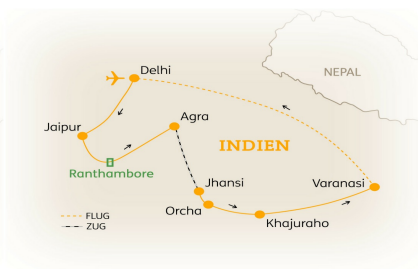 Delhi
NEPAL
Agra
Jaipur
INDIEN
Ranthambore
Jhansi
Varanasi
Orcha
FLUG
Khajuraho
ZUG